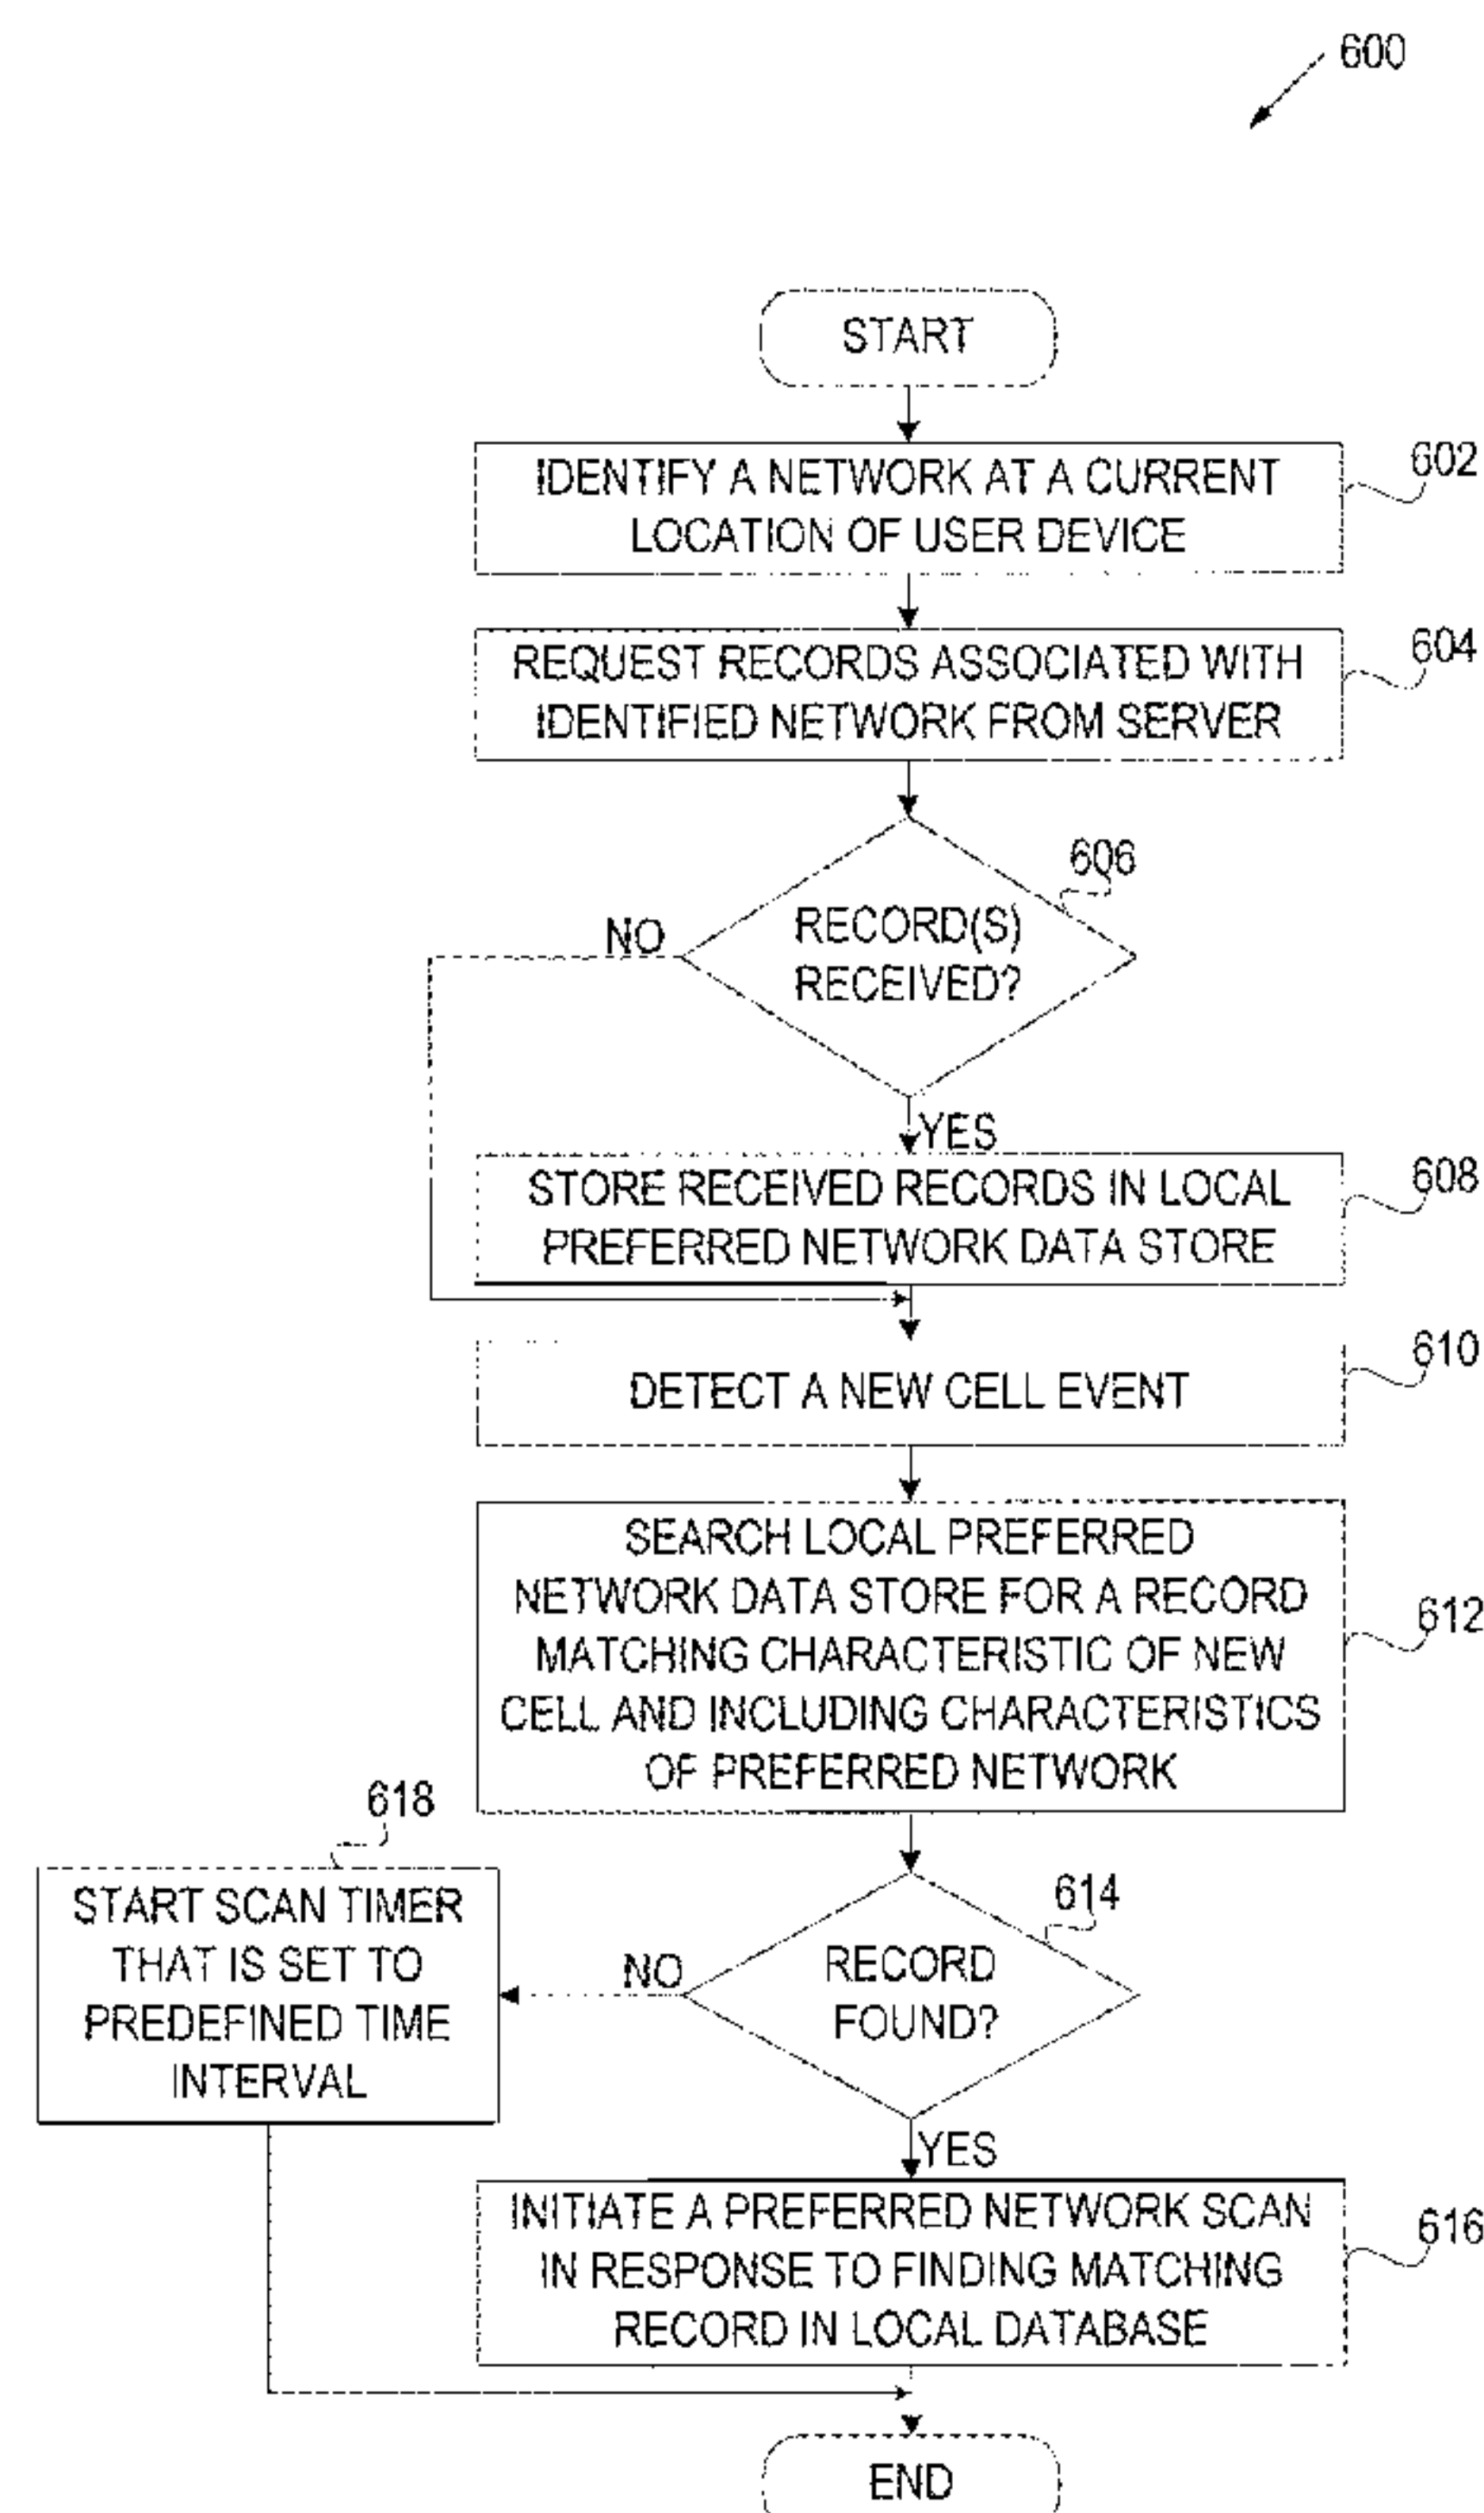 600
START
IDENTIFY A NETWORK AT A CURRENT
LOCATION OF USER DEVICE
602
REQUEST RECORDS ASSOCIATED WITH
IDENTIFIED NETWORK FROM SERVER
604
606
RECORD(S)
RECEIVED?
NO
YES
STORE RECEIVED RECORDS IN LOCAL
PREFERRED NETWORK DATA STORE
608
DETECT A NEW CELL EVENT
610
SEARCH LOCAL PREFERRED
NETWORK DATA STORE FOR A RECORD
MATCHING CHARACTERISTIC OF NEW
CELL AND INCLUDING CHARACTERISTICS
OF PREFERRED NETWORK
612
614
RECORD
FOUND?
NO
618
START SCAN TIMER
THAT IS SET TO
PREDEFINED TIME
INTERVAL
YES
INITIATE A PREFERRED NETWORK SCAN
IN RESPONSE TO FINDING MATCHING
RECORD IN LOCAL DATABASE
616
END